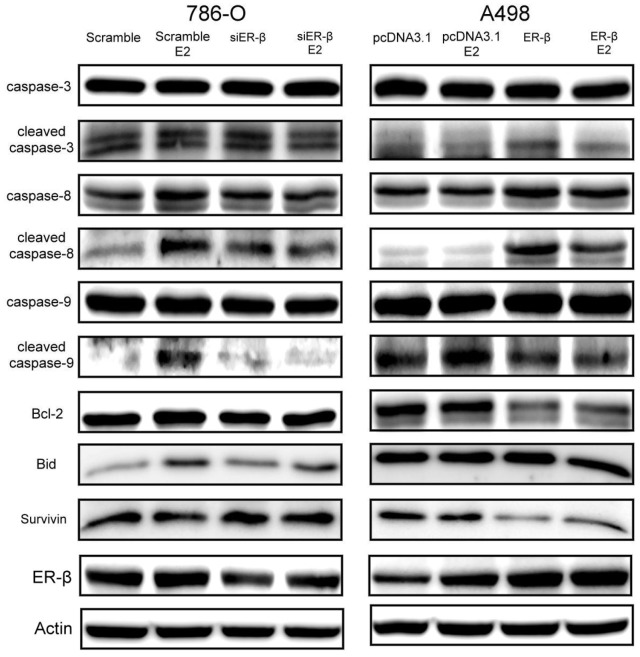 786-O
A498
Scramble
Scramble
E2
siER-β
siER-β
E2
pcDNA3.1
pcDNA3.1
E2
ER-β
ER-β
E2
caspase-3
cleaved
caspase-3
caspase-8
cleaved
caspase-8
caspase-9
cleaved
caspase-9
Bcl-2
Bid
Survivin
ER-β
Actin